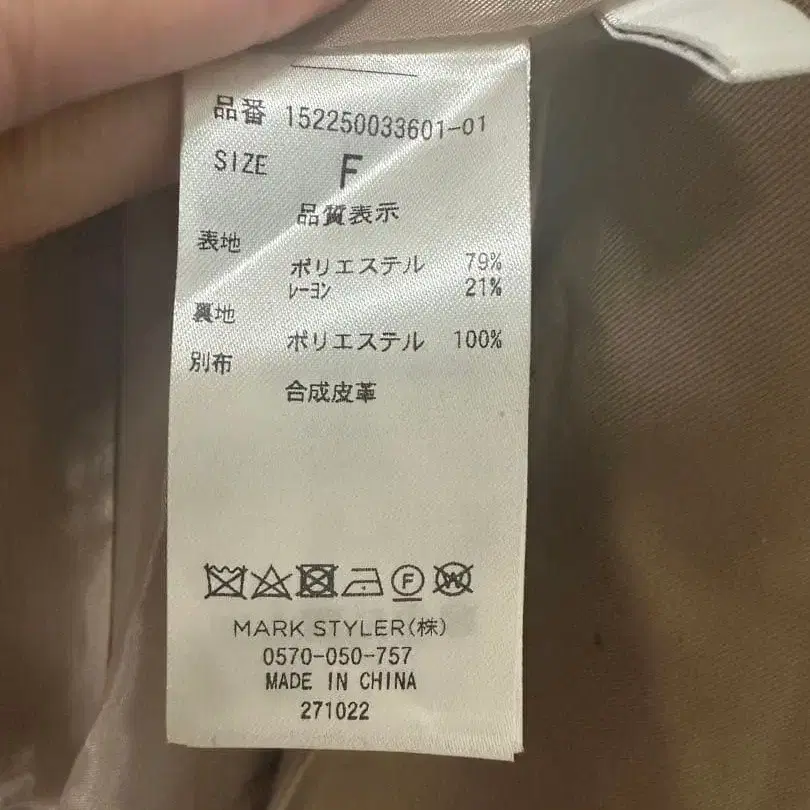 品番 152250033601-01
SIZE F
品質表示
表地
ポリエステル 79%
レーヨン 21%
裏地
ポリエステル 100%
別布
合成皮革
F W
MARK STYLER(株)
0570-050-757
MADE IN CHINA
271022